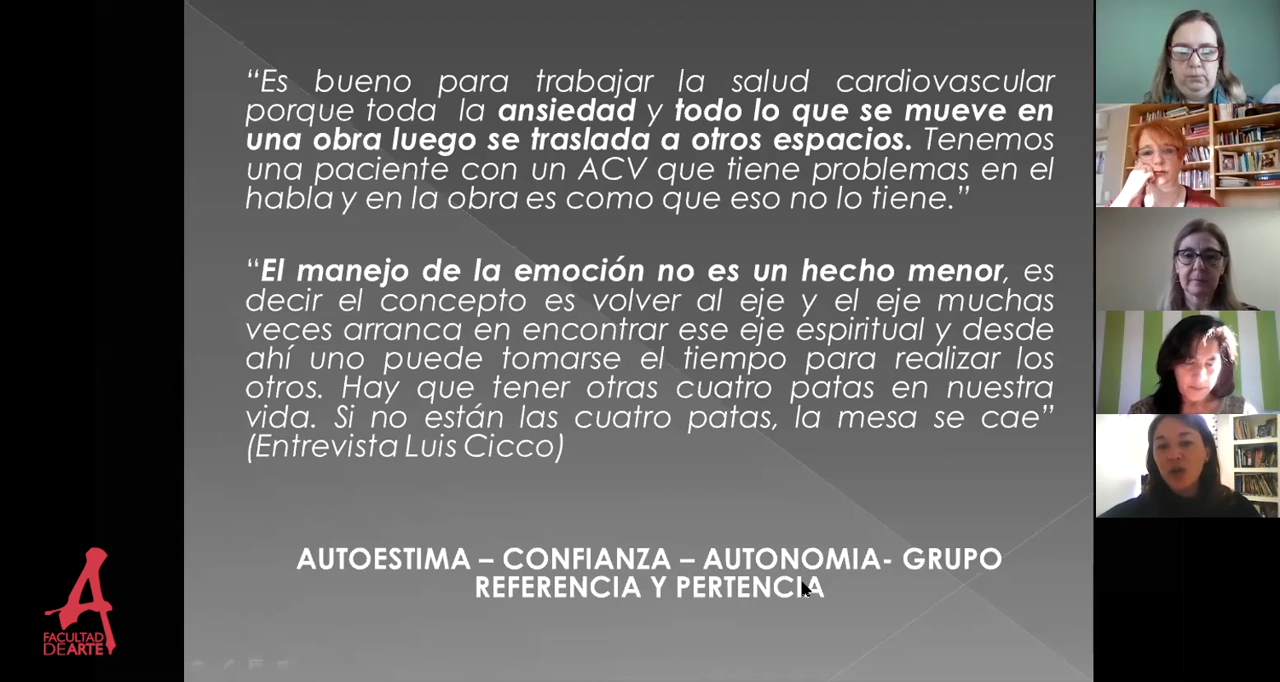 “Es bueno para trabajar la salud cardiovascular
porque toda la ansiedad y todo lo que se mueve en
una obra luego se traslada a otros espacios. Tenemos
una paciente con un ACV que tiene problemas en el
habla y en la obra es como que eso no lo tiene.”
“El manejo de la emoción no es un hecho menor, es
decir el concepto es volver al eje y el eje muchas
veces arranca en encontrar ese eje espiritual y desde
ahí uno puede tomarse el tiempo para realizar los
otros. Hay que tener otras cuatro patas en nuestra
vida. Si no están las cuatro patas, la mesa se cae”
(Entrevista Luis Cicco)
AUTOESTIMA – CONFIANZA – AUTONOMIA- GRUPO
REFERENCIA Y PERTENCIA
A
FACULTAD
DEARTE